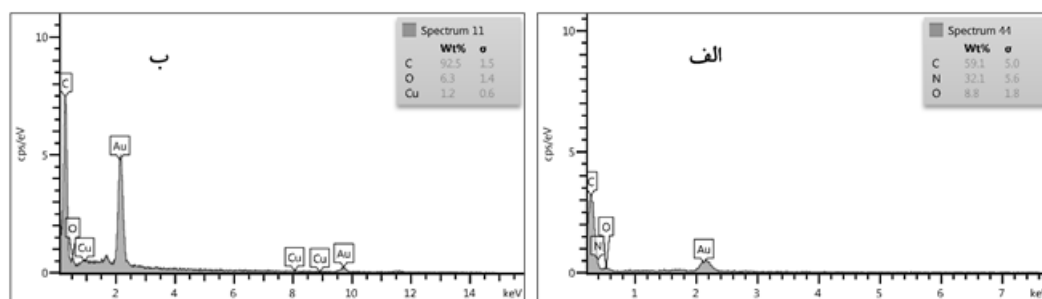 Spectrum 11
Wt% σ
C 92.5 1.5
O 6.3 1.4
Cu 1.2 0.6
ب
10
5
0
cps/eV
C
O
Cu
Au
Cu
Cu
Au
2 4 6 8 10 12 14 keV
Spectrum 44
Wt% σ
C 59.1 5.0
N 32.1 5.6
O 8.8 1.8
الف
10
5
0
cps/eV
C
N
O
Au
1 2 3 4 5 6 7 ke